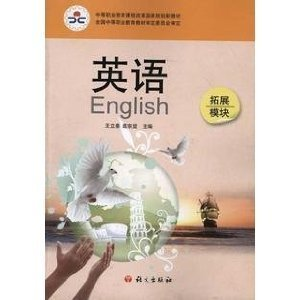 中等职业教育课程改革国家规划新教材
全国中等职业教育教材审定委员会审定
英语
English
拓展
模块
主编
语文出版社